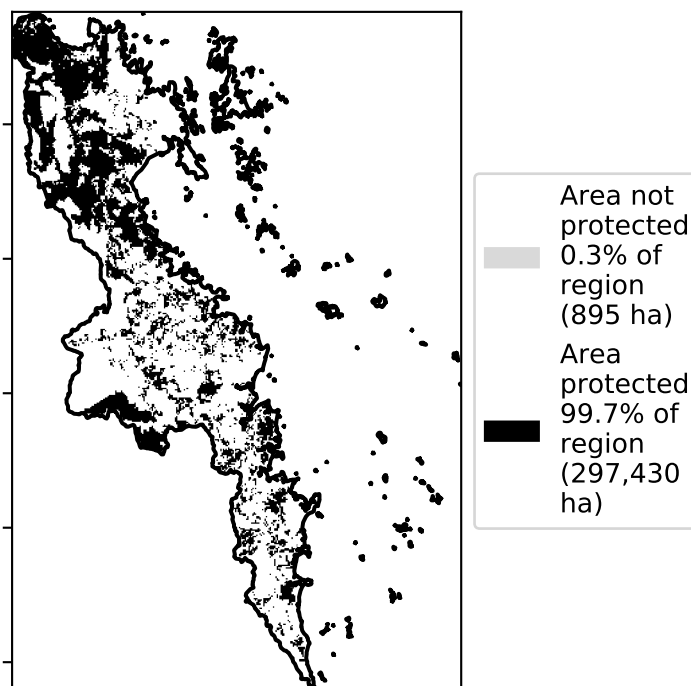 Area not
protected
0.3% of
region
(895 ha)
Area
protected
99.7% of
region
(297,430
ha)